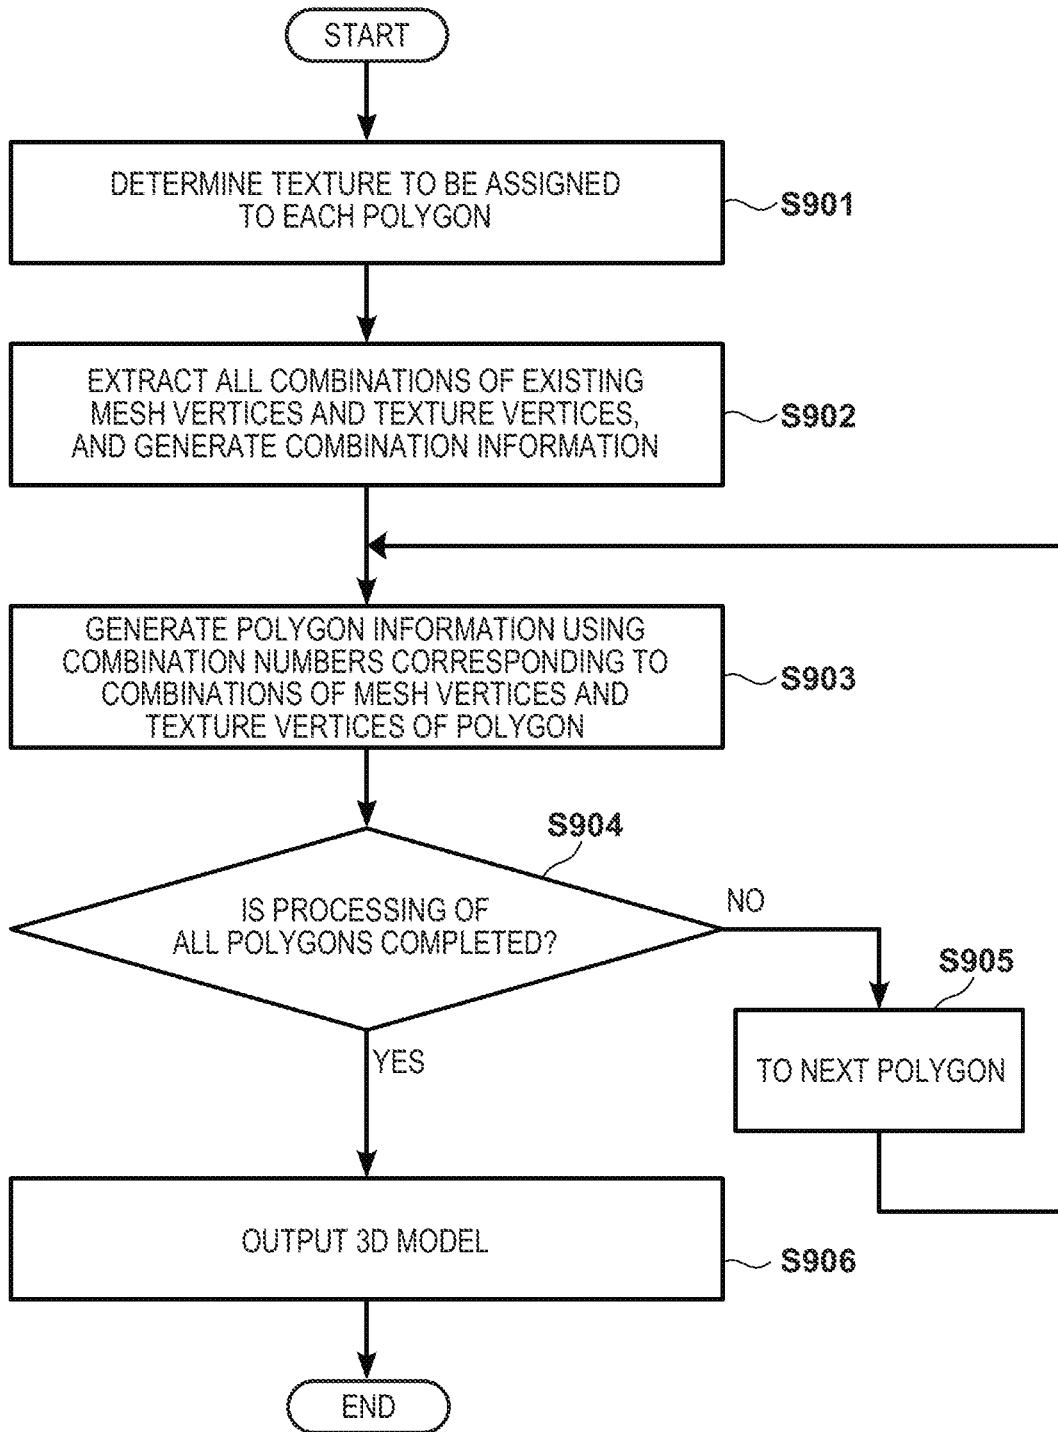 START
DETERMINE TEXTURE TO BE ASSIGNED
TO EACH POLYGON
S901
EXTRACT ALL COMBINATIONS OF EXISTING
MESH VERTICES AND TEXTURE VERTICES,
AND GENERATE COMBINATION INFORMATION
S902
GENERATE POLYGON INFORMATION USING
COMBINATION NUMBERS CORRESPONDING TO
COMBINATIONS OF MESH VERTICES AND
TEXTURE VERTICES OF POLYGON
S903
S904
IS PROCESSING OF
ALL POLYGONS COMPLETED?
NO
S905
TO NEXT POLYGON
YES
OUTPUT 3D MODEL
S906
END